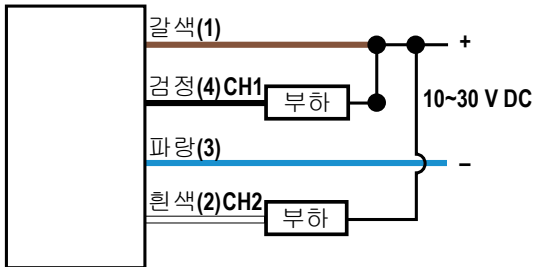 갈색(1)
+
검정(4)CH1
부하
10~30 V DC
파랑(3)
–
흰색(2)CH2
부하